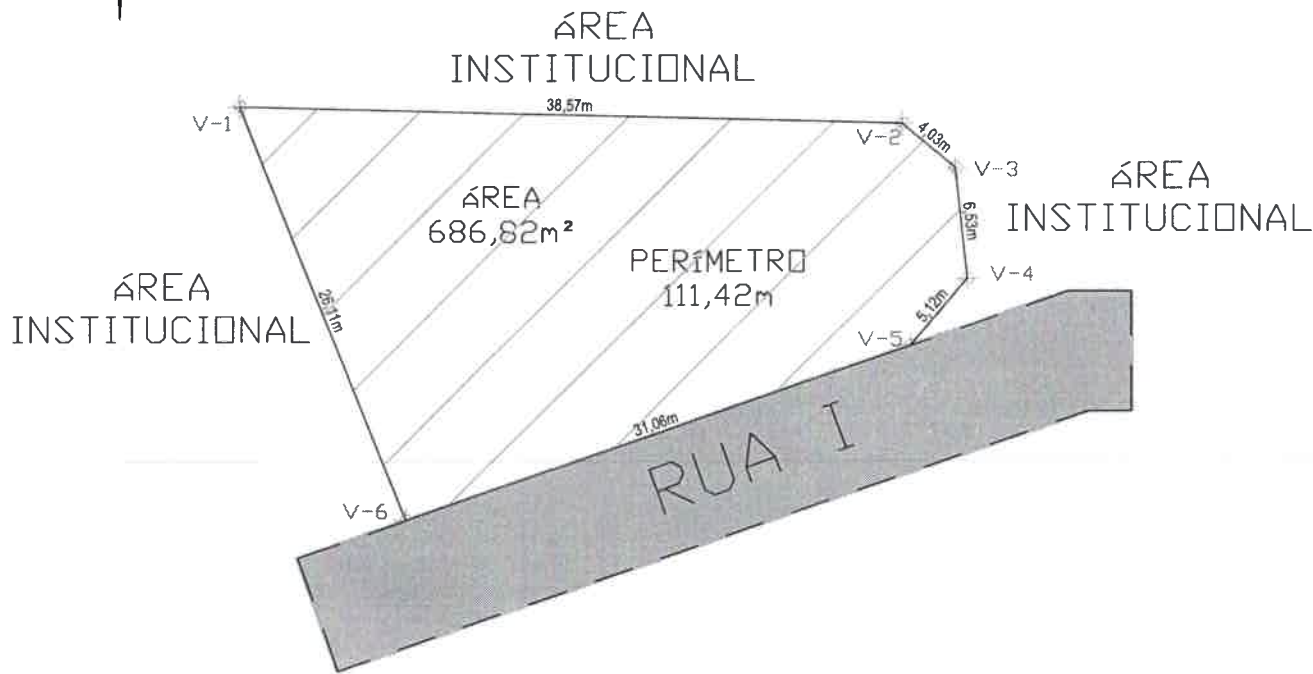 ÁREA
INSTITUCIONAL
38,57m
V-1
V-2
4,03m
V-3
ÁREA
INSTITUCIONAL
ÁREA
686,82m²
6,53m
PERÍMETRO
111,42m
V-4
ÁREA
INSTITUCIONAL
26,11m
5,12m
V-5
31,06m
RUA I
V-6